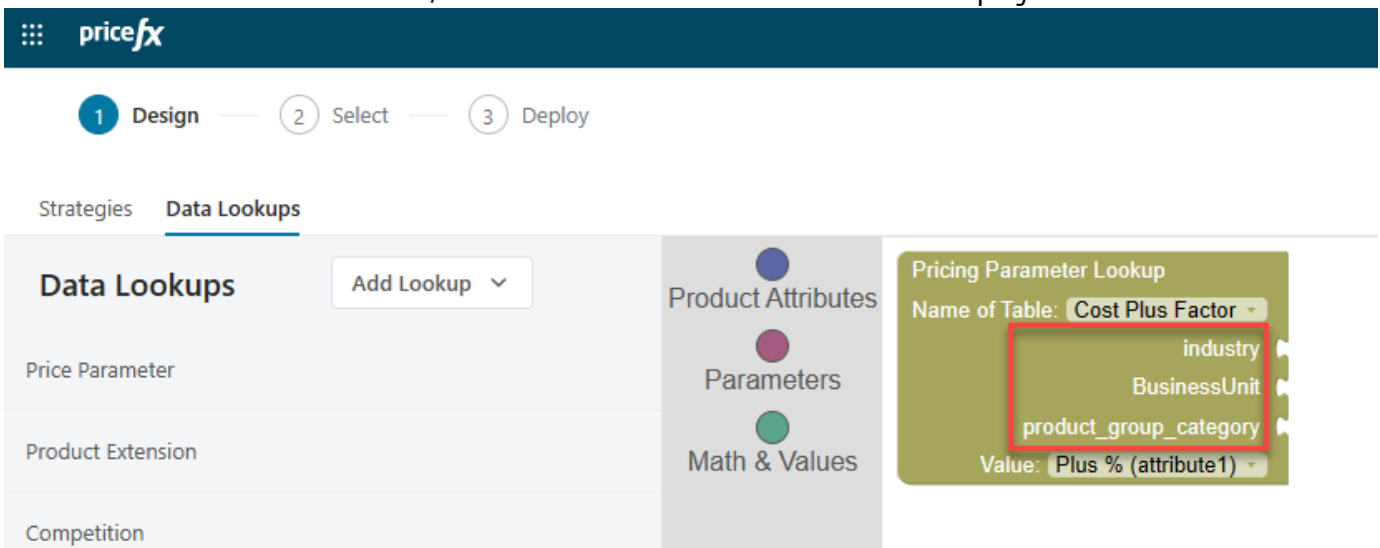 pricefx
1 Design 2 Select 3 Deploy
Strategies Data Lookups
Data Lookups Add Lookup
Price Parameter
Product Extension
Competition
Product Attributes
Parameters
Math & Values
Pricing Parameter Lookup
Name of Table: Cost Plus Factor
industry
BusinessUnit
product_group_category
Value: Plus % (attribute1)